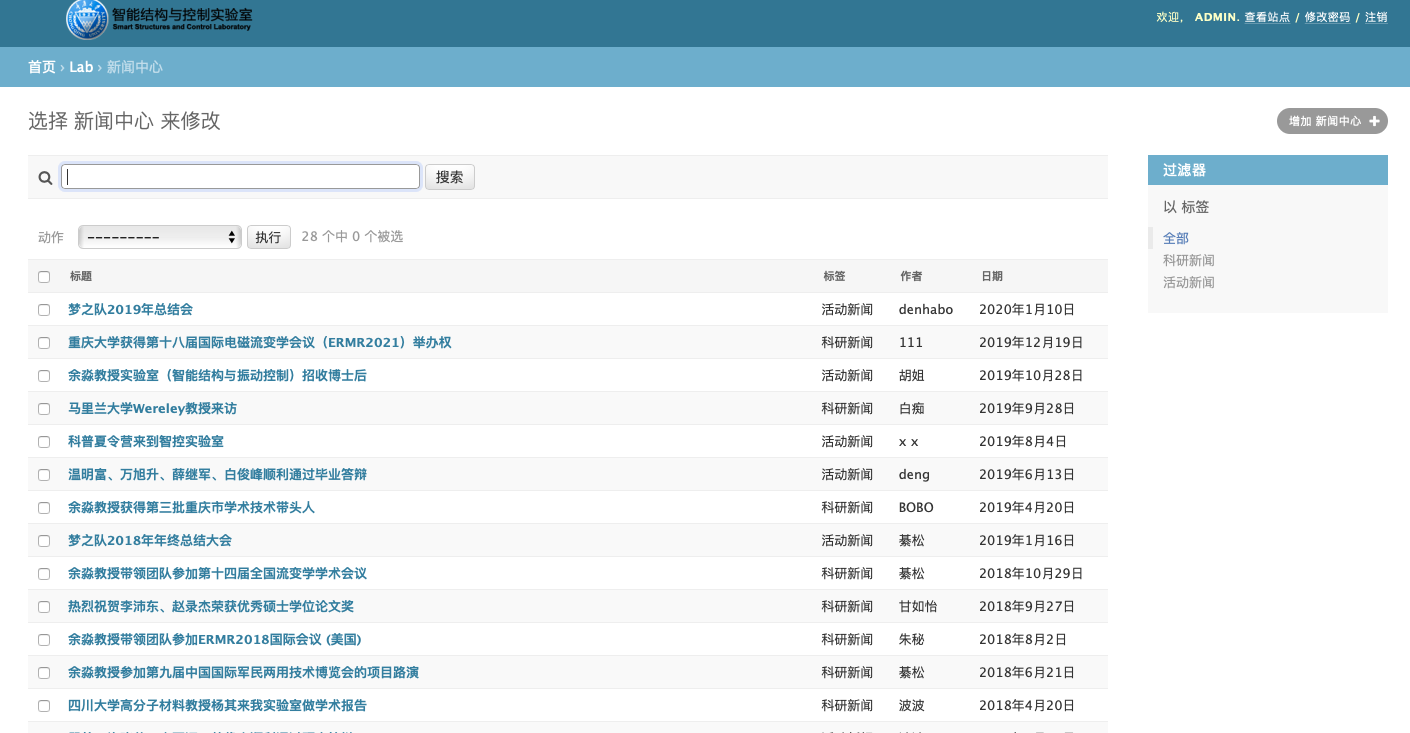 智能结构与控制实验室
Smart Structures and Control Laboratory
欢迎， ADMIN. 查看站点 / 修改密码 / 注销
首页 › Lab › 新闻中心
选择 新闻中心 来修改
增加 新闻中心 +
搜索
过滤器
以 标签
全部
科研新闻
活动新闻
动作 --------- 执行 28 个中 0 个被选
标题 标签 作者 日期
梦之队2019年总结会 活动新闻 denhabo 2020年1月10日
重庆大学获得第十八届国际电磁流变学会议（ERMR2021）举办权 科研新闻 111 2019年12月19日
余淼教授实验室（智能结构与振动控制）招收博士后 活动新闻 胡姐 2019年10月28日
马里兰大学Wereley教授来访 科研新闻 白痴 2019年9月28日
科普夏令营来到智控实验室 活动新闻 x x 2019年8月4日
温明富、万旭升、薛继军、白俊峰顺利通过毕业答辩 活动新闻 deng 2019年6月13日
余淼教授获得第三批重庆市学术技术带头人 科研新闻 BOBO 2019年4月20日
梦之队2018年年终总结大会 活动新闻 綦松 2019年1月16日
余淼教授带领团队参加第十四届全国流变学学术会议 科研新闻 綦松 2018年10月29日
热烈祝贺李沛东、赵录杰荣获优秀硕士学位论文奖 科研新闻 甘如怡 2018年9月27日
余淼教授带领团队参加ERMR2018国际会议 (美国) 科研新闻 朱秘 2018年8月2日
余淼教授参加第九届中国国际军民两用技术博览会的项目路演 科研新闻 綦松 2018年6月21日
四川大学高分子材料教授杨其来我实验室做学术报告 科研新闻 波波 2018年4月20日